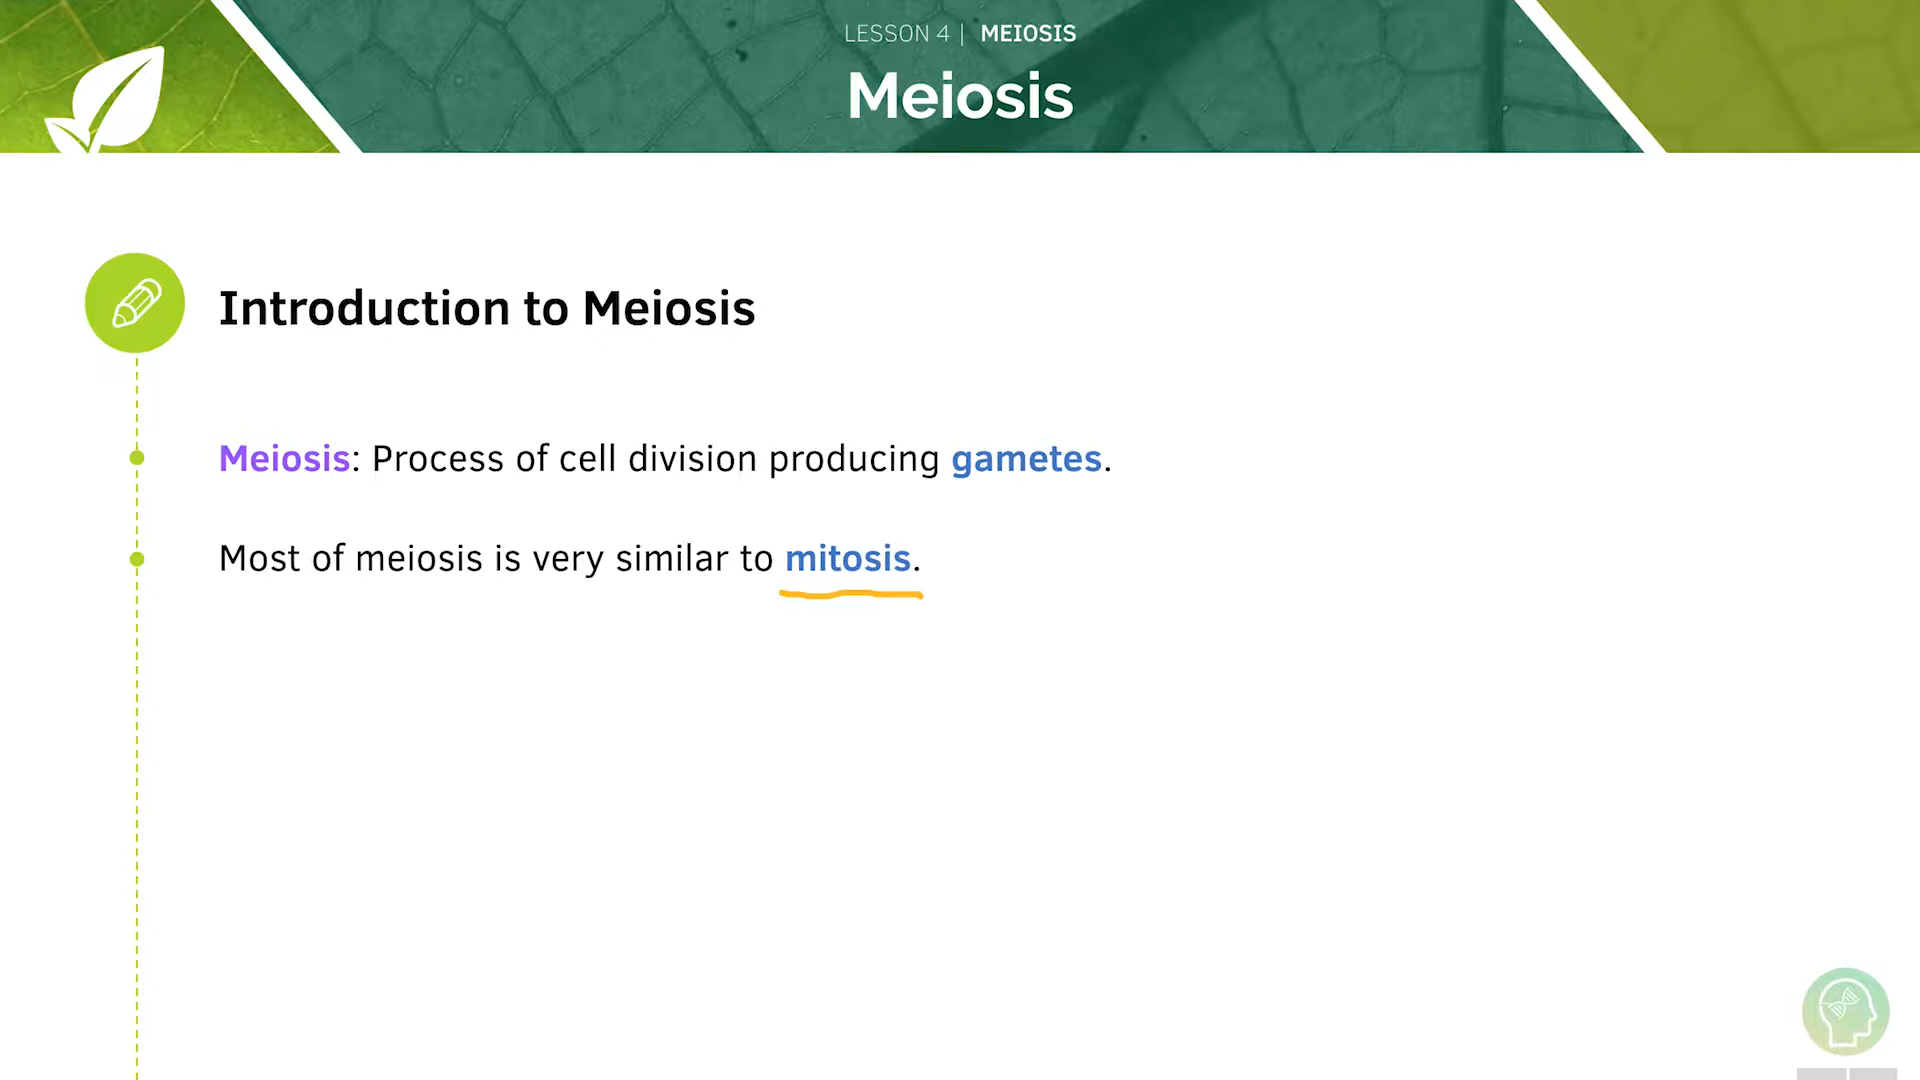 LESSON 4 | MEIOSIS
Meiosis
Introduction to Meiosis
Meiosis: Process of cell division producing gametes.
Most of meiosis is very similar to mitosis.